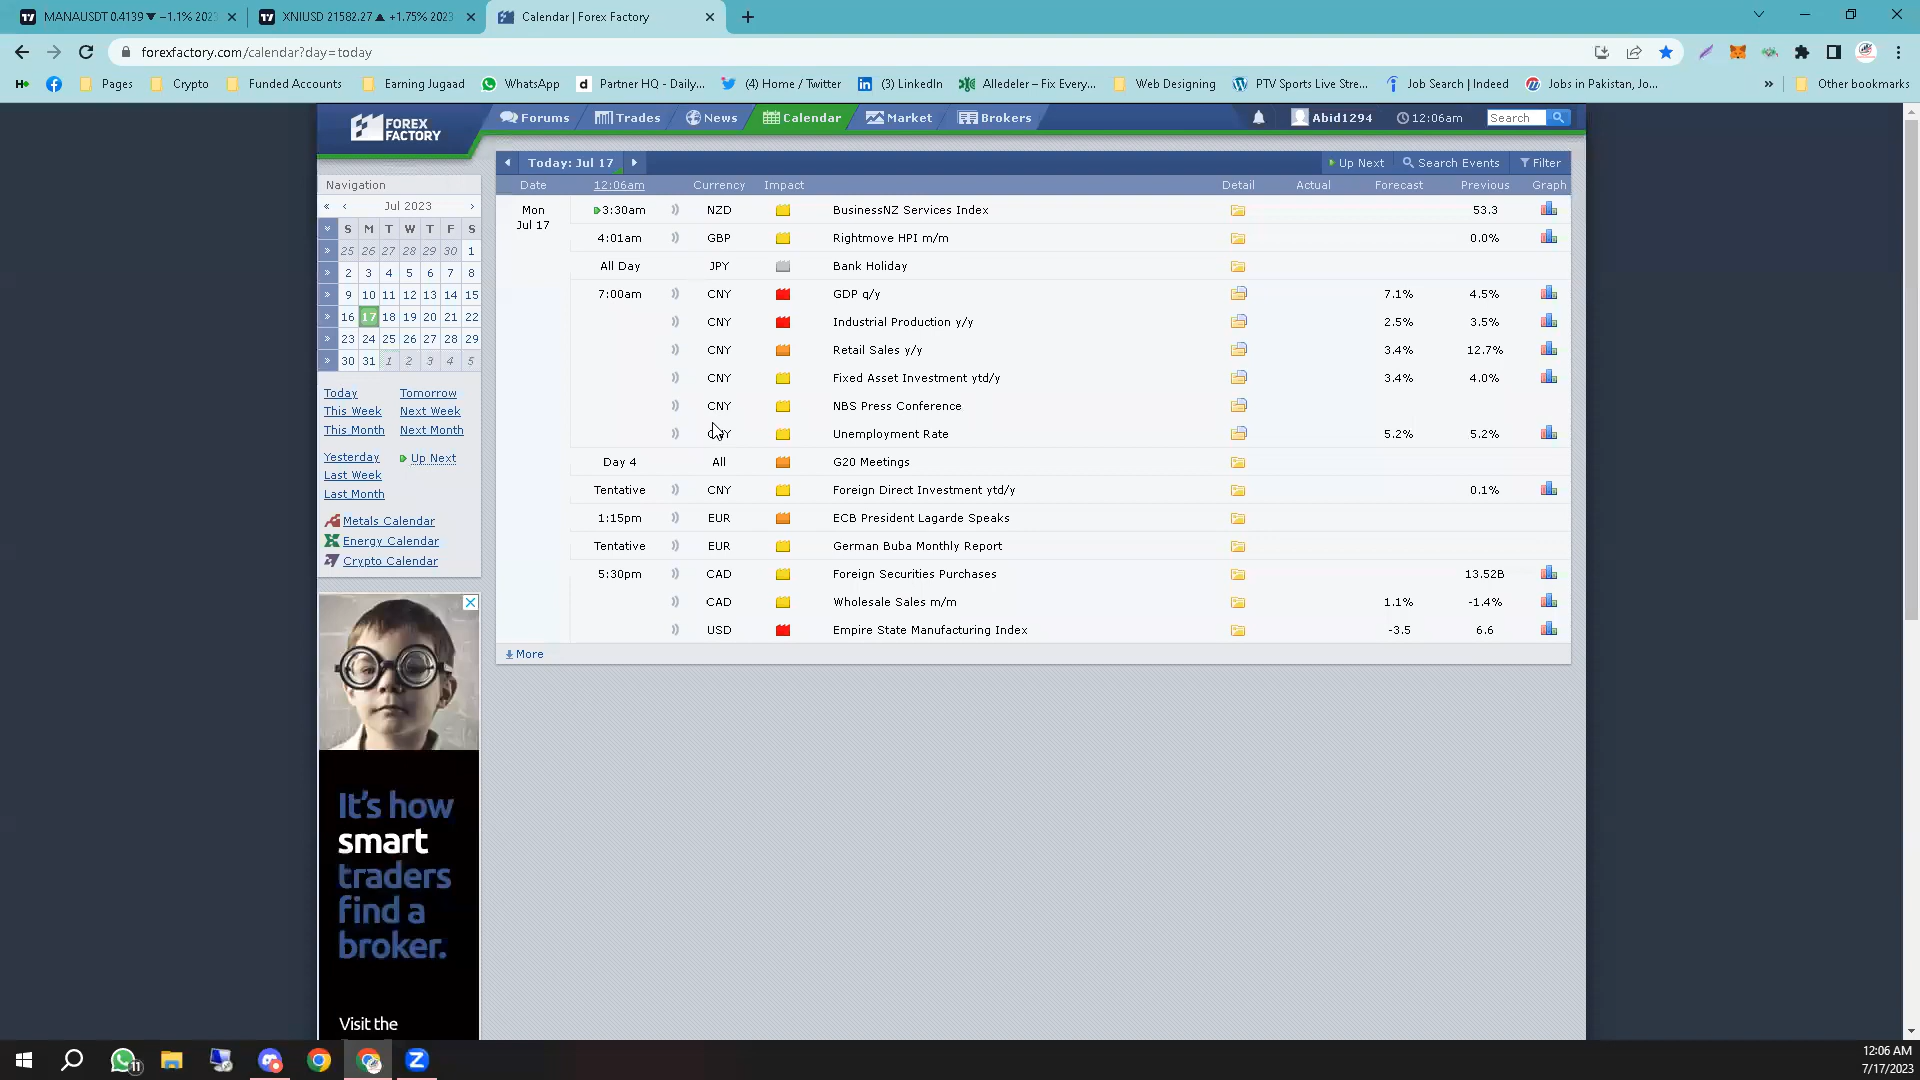 MANAUSDT 0.4139 ▼ −1.1% 202
XNIUSD 21582.27 ▲ +1.75% 202
Calendar | Forex Factory
forexfactory.com/calendar?day=today
Pages
Crypto
Funded Accounts
Earning Jugaad
WhatsApp
Partner HQ - Daily...
(4) Home / Twitter
(3) LinkedIn
Alledeler – Fix Every...
Web Designing
PTV Sports Live Stre...
Job Search | Indeed
Jobs in Pakistan, Jo...
»
Other bookmarks
FOREX FACTORY
Forums
Trades
News
Calendar
Market
Brokers
Abid1294
12:06am
Search
Navigation
« ‹ Jul 2023 ›
S M T W T F S
» 25 26 27 28 29 30 1
» 2 3 4 5 6 7 8
» 9 10 11 12 13 14 15
» 16 17 18 19 20 21 22
» 23 24 25 26 27 28 29
» 30 31 1 2 3 4 5
Today Tomorrow
This Week Next Week
This Month Next Month
Yesterday Up Next
Last Week
Last Month
Metals Calendar
Energy Calendar
Crypto Calendar
It's how
smart
traders
find a
broker.
Visit the
Today: Jul 17
Up Next
Search Events
Filter
Date 12:06am Currency Impact Detail Actual Forecast Previous Graph
Mon
Jul 17
3:30am NZD BusinessNZ Services Index 53.3
4:01am GBP Rightmove HPI m/m 0.0%
All Day JPY Bank Holiday
7:00am CNY GDP q/y 7.1% 4.5%
CNY Industrial Production y/y 2.5% 3.5%
CNY Retail Sales y/y 3.4% 12.7%
CNY Fixed Asset Investment ytd/y 3.4% 4.0%
CNY NBS Press Conference
CNY Unemployment Rate 5.2% 5.2%
Day 4 All G20 Meetings
Tentative CNY Foreign Direct Investment ytd/y 0.1%
1:15pm EUR ECB President Lagarde Speaks
Tentative EUR German Buba Monthly Report
5:30pm CAD Foreign Securities Purchases 13.52B
CAD Wholesale Sales m/m 1.1% -1.4%
USD Empire State Manufacturing Index -3.5 6.6
More
11
12:06 AM
7/17/2023